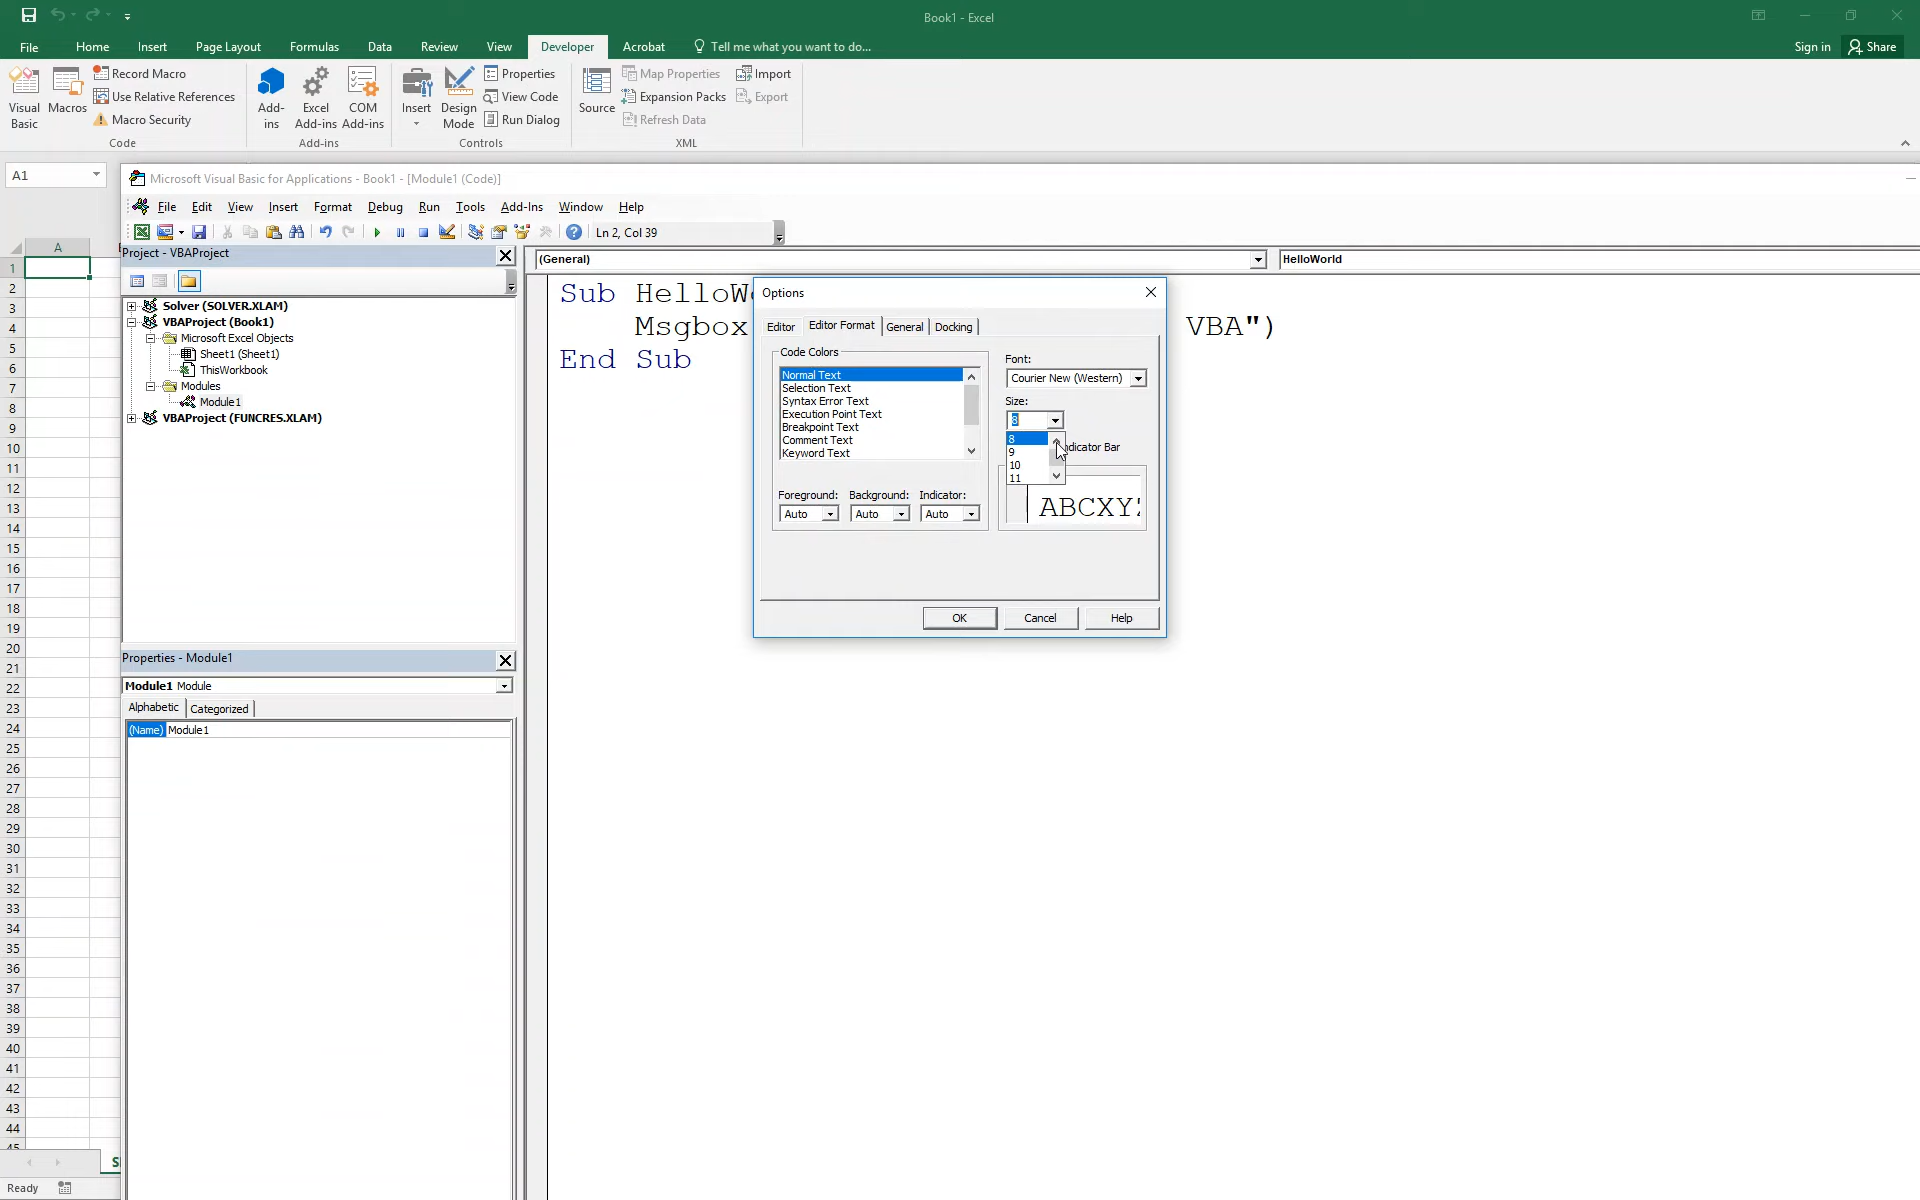 Book1 - Excel
File Home Insert Page Layout Formulas Data Review View Developer Acrobat Tell me what you want to do... Sign in Share
Visual Basic
Macros
Record Macro
Use Relative References
Macro Security
Code
Add-ins
Excel Add-ins
COM Add-ins
Add-ins
Insert
Design Mode
Properties
View Code
Run Dialog
Controls
Source
Map Properties
Expansion Packs
Refresh Data
Import
Export
XML
A1
Microsoft Visual Basic for Applications - Book1 - [Module1 (Code)]
File Edit View Insert Format Debug Run Tools Add-Ins Window Help
Ln 2, Col 39
A
1
2
3
4
5
6
7
8
9
10
11
12
13
14
15
16
17
18
19
20
21
22
23
24
25
26
27
28
29
30
31
32
33
34
35
36
37
38
39
40
41
42
43
44
45
Project - VBAProject
Solver (SOLVER.XLAM)
VBAProject (Book1)
Microsoft Excel Objects
Sheet1 (Sheet1)
ThisWorkbook
Modules
Module1
VBAProject (FUNCRES.XLAM)
Properties - Module1
Module1 Module
Alphabetic Categorized
(Name) Module1
(General) HelloWorld
Sub HelloW
Msgbox VBA")
End Sub
Options
Editor Editor Format General Docking
Code Colors
Normal Text
Selection Text
Syntax Error Text
Execution Point Text
Breakpoint Text
Comment Text
Keyword Text
Foreground: Background: Indicator:
Auto Auto Auto
Font:
Courier New (Western)
Size:
8
8
9
10
11
ndicator Bar
ABCXYZ
OK Cancel Help
Ready